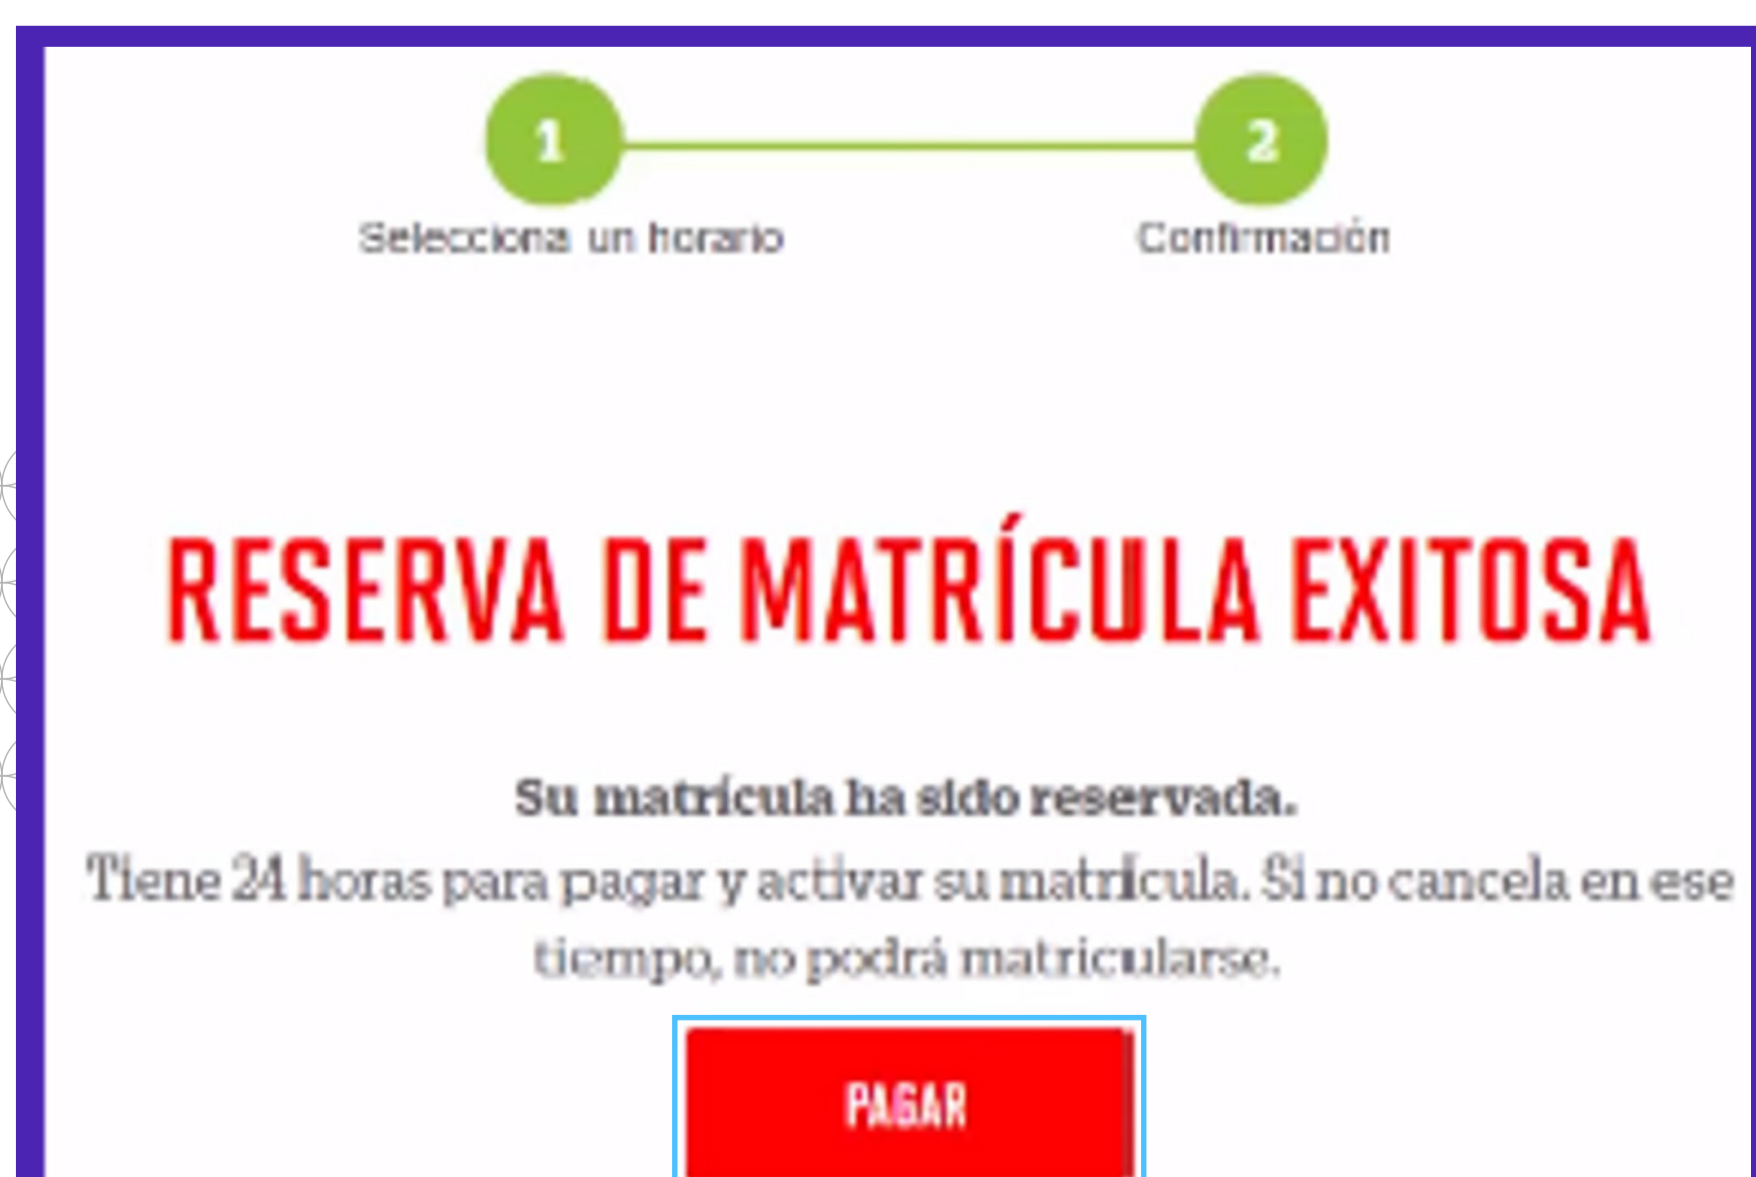 1
2
Selecciona un horario
Confirmación
RESERVA DE MATRÍCULA EXITOSA
Su matrícula ha sido reservada.
Tiene 24 horas para pagar y activar su matrícula. Si no cancela en ese
tiempo, no podrá matricularse.
PAGAR